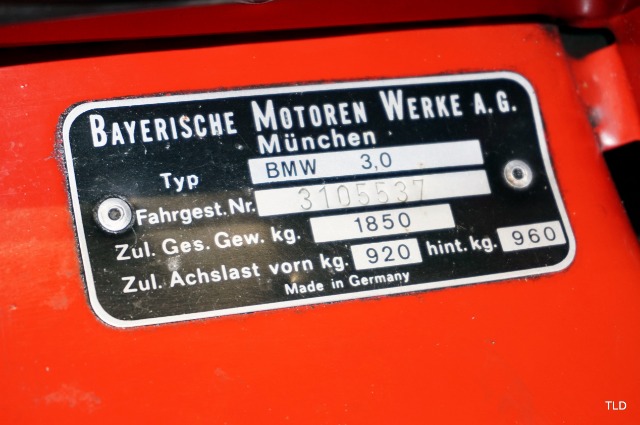 BAYERISCHE MOTOREN WERKE A.G.
München
Typ BMW 3,0
Fahrgest.Nr. 3105537
Zul. Ges. Gew. kg. 1850
Zul. Achslast vorn kg. 920 hint. kg. 960
Made in Germany
TLD